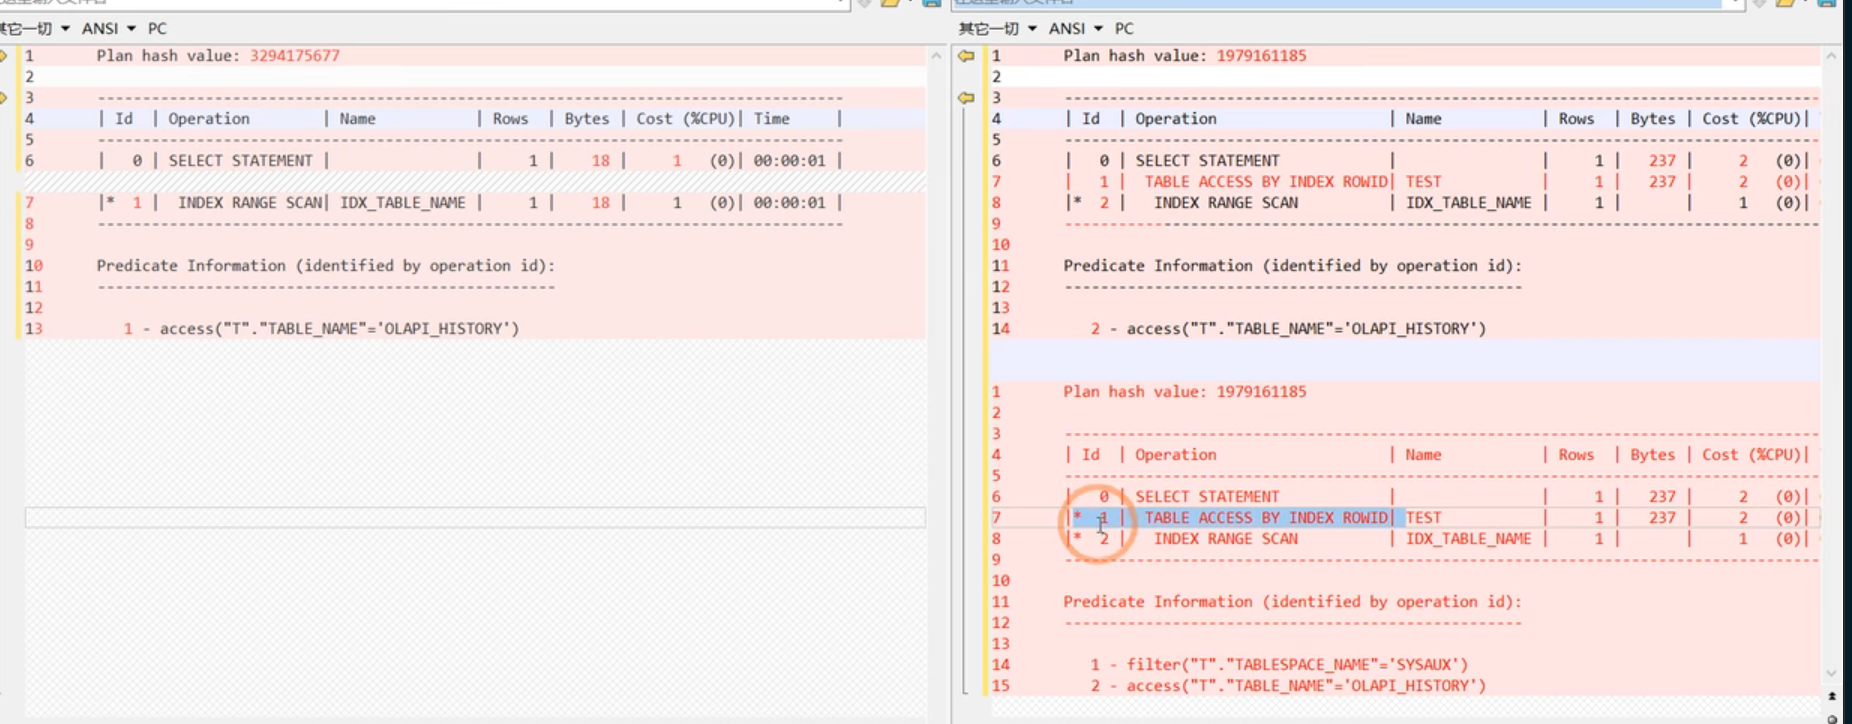 其它一切 ANSI PC
1 Plan hash value: 3294175677
2
3 ----------------------------------------------------------------------------------
4 | Id | Operation | Name | Rows | Bytes | Cost (%CPU)| Time |
5 ----------------------------------------------------------------------------------
6 | 0 | SELECT STATEMENT | | 1 | 18 | 1 (0)| 00:00:01 |
7 |* 1 | INDEX RANGE SCAN| IDX_TABLE_NAME | 1 | 18 | 1 (0)| 00:00:01 |
8 ----------------------------------------------------------------------------------
9
10 Predicate Information (identified by operation id):
11 ---------------------------------------------------
12
13 1 - access("T"."TABLE_NAME"='OLAPI_HISTORY')
其它一切 ANSI PC
1 Plan hash value: 1979161185
2
3 ------------------------------------------------------------------------------------
4 | Id | Operation | Name | Rows | Bytes | Cost (%CPU)|
5 ------------------------------------------------------------------------------------
6 | 0 | SELECT STATEMENT | | 1 | 237 | 2 (0)|
7 | 1 | TABLE ACCESS BY INDEX ROWID| TEST | 1 | 237 | 2 (0)|
8 |* 2 | INDEX RANGE SCAN | IDX_TABLE_NAME | 1 | | 1 (0)|
9 ------------------------------------------------------------------------------------
10
11 Predicate Information (identified by operation id):
12 ---------------------------------------------------
13
14 2 - access("T"."TABLE_NAME"='OLAPI_HISTORY')
1 Plan hash value: 1979161185
2
3 ------------------------------------------------------------------------------------
4 | Id | Operation | Name | Rows | Bytes | Cost (%CPU)|
5 ------------------------------------------------------------------------------------
6 | 0 | SELECT STATEMENT | | 1 | 237 | 2 (0)|
7 |* 1 | TABLE ACCESS BY INDEX ROWID| TEST | 1 | 237 | 2 (0)|
8 |* 2 | INDEX RANGE SCAN | IDX_TABLE_NAME | 1 | | 1 (0)|
9 ------------------------------------------------------------------------------------
10
11 Predicate Information (identified by operation id):
12 ---------------------------------------------------
13
14 1 - filter("T"."TABLESPACE_NAME"='SYSAUX')
15 2 - access("T"."TABLE_NAME"='OLAPI_HISTORY')